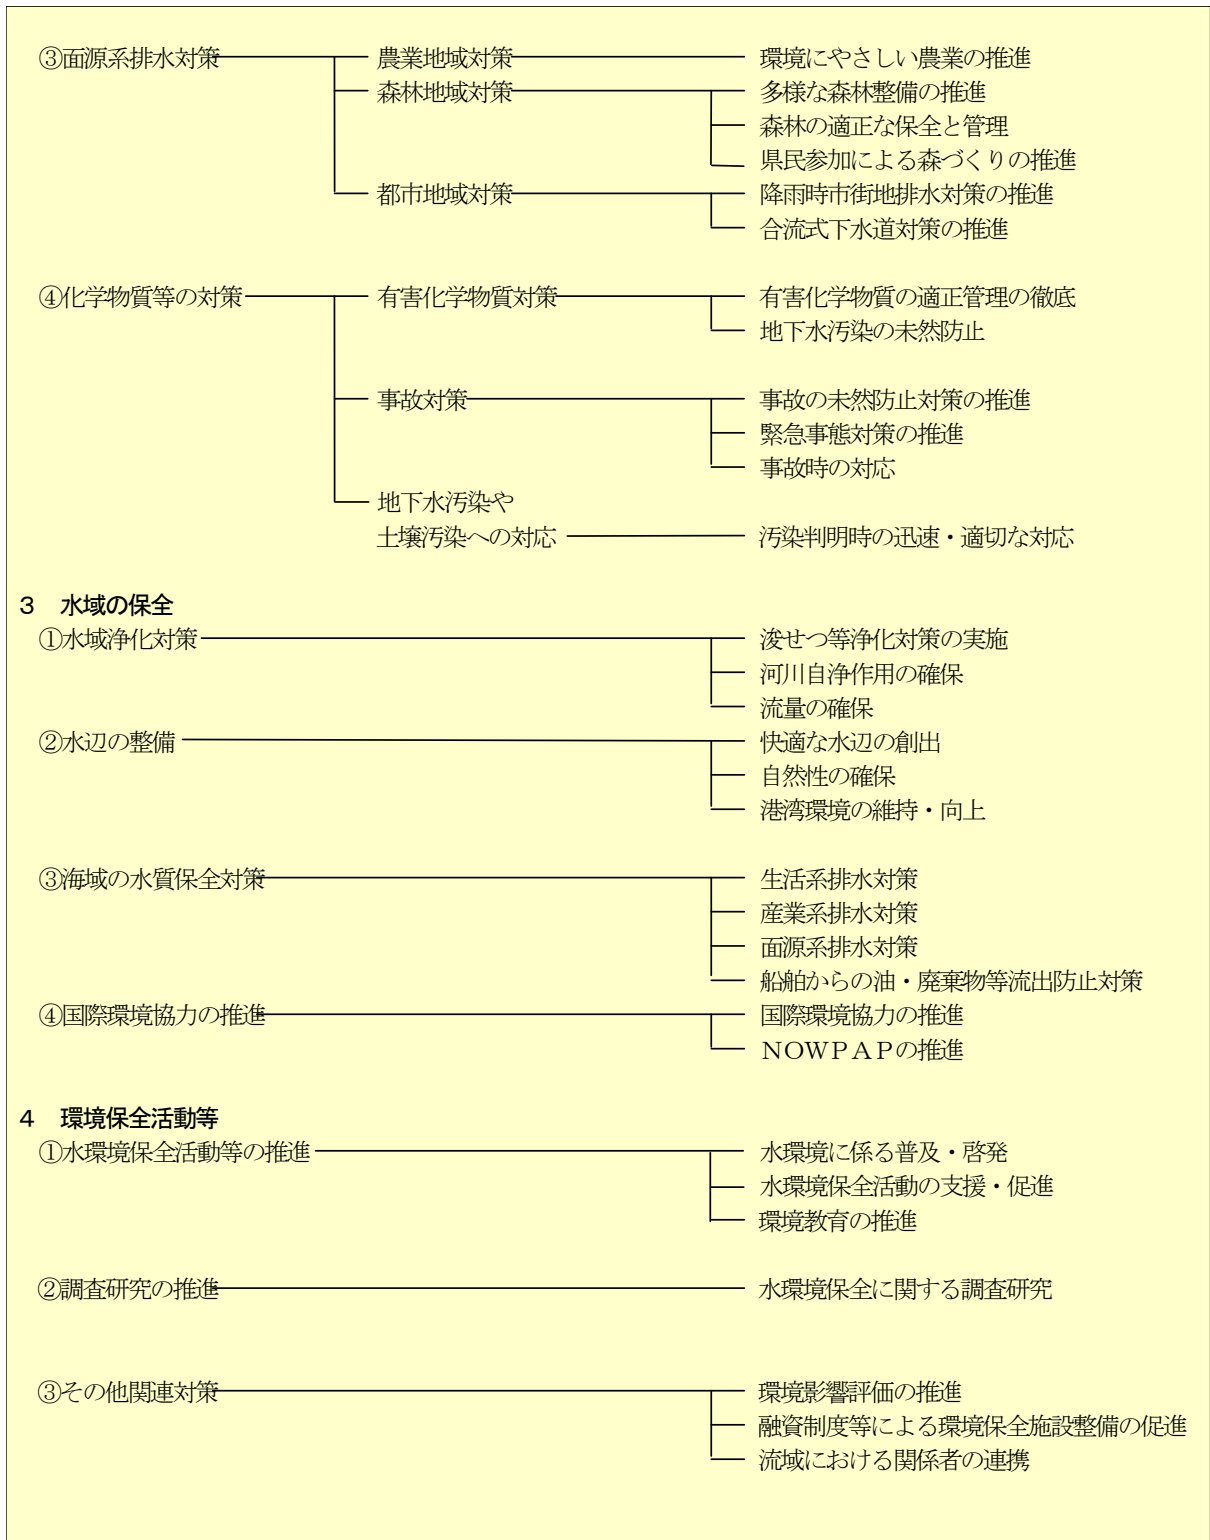 ③面源系排水対策 農業地域対策 環境にやさしい農業の推進
森林地域対策 多様な森林整備の推進
森林の適正な保全と管理
県民参加による森づくりの推進
都市地域対策 降雨時市街地排水対策の推進
合流式下水道対策の推進
④化学物質等の対策 有害化学物質対策 有害化学物質の適正管理の徹底
地下水汚染の未然防止
事故対策 事故の未然防止対策の推進
緊急事態対策の推進
事故時の対応
地下水汚染や
土壌汚染への対応 汚染判明時の迅速・適切な対応
３　水域の保全
①水域浄化対策 浚せつ等浄化対策の実施
河川自浄作用の確保
流量の確保
②水辺の整備 快適な水辺の創出
自然性の確保
港湾環境の維持・向上
③海域の水質保全対策 生活系排水対策
産業系排水対策
面源系排水対策
船舶からの油・廃棄物等流出防止対策
④国際環境協力の推進 国際環境協力の推進
ＮＯＷＰＡＰの推進
４　環境保全活動等
①水環境保全活動等の推進 水環境に係る普及・啓発
水環境保全活動の支援・促進
環境教育の推進
②調査研究の推進 水環境保全に関する調査研究
③その他関連対策 環境影響評価の推進
融資制度等による環境保全施設整備の促進
流域における関係者の連携